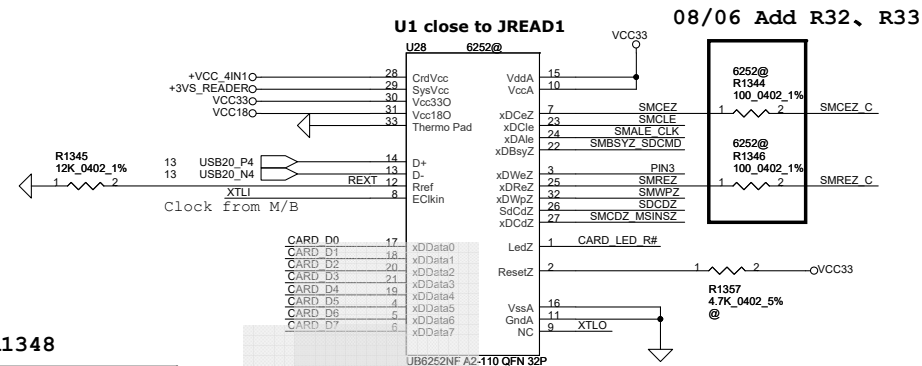 08/06 Add R32、R33
U1 close to JREAD1
U28 6252@
VCC33
+VCC_4IN1 28 CrdVcc
+3VS_READER 29 SysVcc
VCC33 30 Vcc33O
VCC18 31 Vcc18O
33 Thermo Pad
VddA 15
VccA 10
xDCeZ 7 SMCEZ
xDCle 23 SMCLE
xDAle 24 SMALE_CLK
xDBsyZ 22 SMBSYZ_SDCMD
6252@
R1344
100_0402_1%
1 2 SMCEZ_C
6252@
R1346
100_0402_1%
1 2 SMREZ_C
R1345
12K_0402_1%
1 2
13 USB20_P4 14 D+
13 USB20_N4 13 D-
REXT 12 Rref
XTLI 8 EClkin
Clock from M/B
xDWeZ 3 PIN3
xDReZ 25 SMREZ
xDWpZ 32 SMWPZ
SdCdZ 26 SDCDZ
xDCdZ 27 SMCDZ_MSINSZ
CARD_D0 17 xDData0
CARD_D1 18 xDData1
CARD_D2 20 xDData2
CARD_D3 21 xDData3
CARD_D4 19 xDData4
CARD_D5 4 xDData5
CARD_D6 5 xDData6
CARD_D7 6 xDData7
LedZ 1 CARD_LED_R#
ResetZ 2
1 2 VCC33
R1357
4.7K_0402_5%
@
VssA 16
GndA 11
NC 9 XTLO
UB6252NF A2-110 QFN 32P
1348